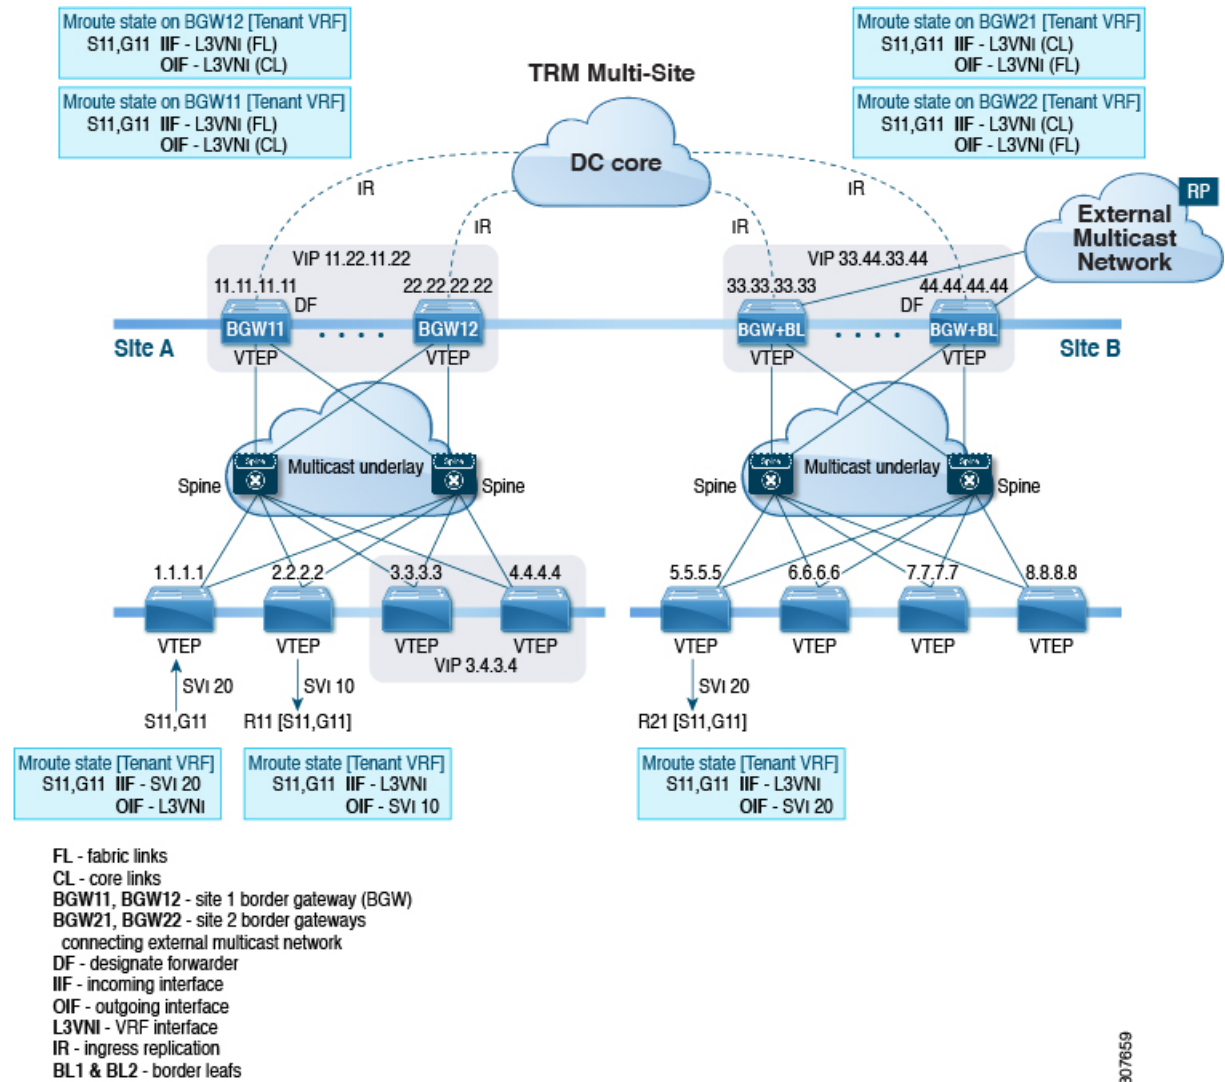 Mroute state on BGW12 [Tenant VRF]
S11,G11 IIF - L3VNI (FL)
OIF - L3VNI (CL)
Mroute state on BGW11 [Tenant VRF]
S11,G11 IIF - L3VNI (FL)
OIF - L3VNI (CL)
TRM Multi-Site
Mroute state on BGW21 [Tenant VRF]
S11,G11 IIF - L3VNI (CL)
OIF - L3VNI (FL)
Mroute state on BGW22 [Tenant VRF]
S11,G11 IIF - L3VNI (CL)
OIF - L3VNI (FL)
DC core
IR
IR
IR
IR
RP
External
Multicast
Network
VIP 11.22.11.22
11.11.11.11
22.22.22.22
DF
BGW11
BGW12
VTEP
VTEP
Site A
VIP 33.44.33.44
33.33.33.33
44.44.44.44
DF
BGW+BL
BGW+BL
VTEP
VTEP
Site B
Spine
Spine
Multicast underlay
Spine
Spine
Spine
Spine
Multicast underlay
Spine
Spine
1.1.1.1
2.2.2.2
3.3.3.3
4.4.4.4
5.5.5.5
6.6.6.6
7.7.7.7
8.8.8.8
VTEP
VTEP
VTEP
VTEP
VIP 3.4.3.4
VTEP
VTEP
VTEP
VTEP
SVI 20
SVI 10
SVI 20
S11,G11
R11 [S11,G11]
R21 [S11,G11]
Mroute state [Tenant VRF]
S11,G11 IIF - SVI 20
OIF - L3VNI
Mroute state [Tenant VRF]
S11,G11 IIF - L3VNI
OIF - SVI 10
Mroute state [Tenant VRF]
S11,G11 IIF - L3VNI
OIF - SVI 20
FL - fabric links
CL - core links
BGW11, BGW12 - site 1 border gateway (BGW)
BGW21, BGW22 - site 2 border gateways
connecting external multicast network
DF - designate forwarder
IIF - incoming interface
OIF - outgoing interface
L3VNI - VRF interface
IR - ingress replication
BL1 & BL2 - border leafs